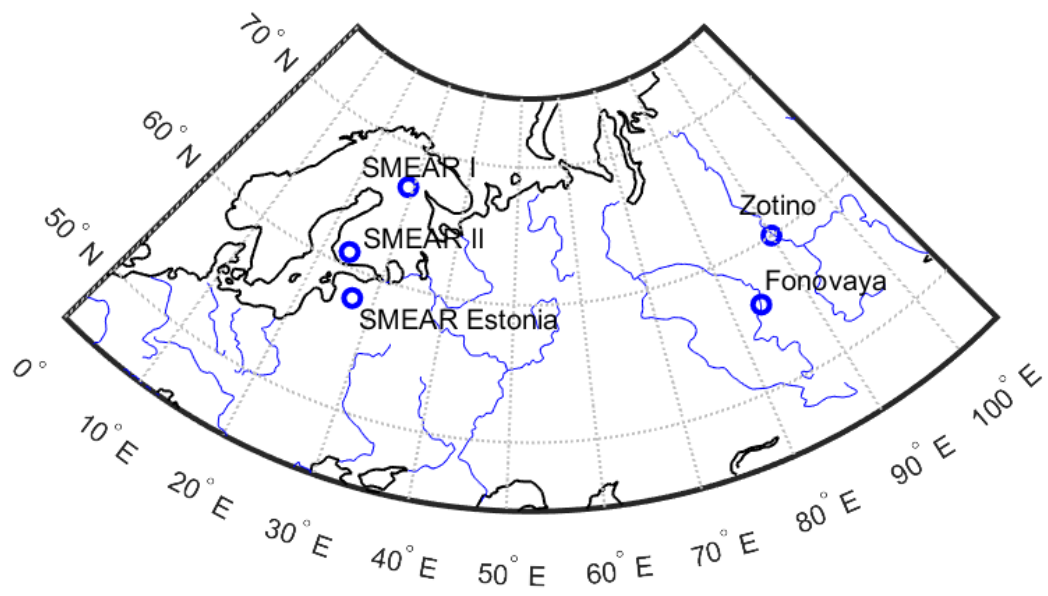 70° N
60° N
50° N
SMEAR I
SMEAR II
SMEAR Estonia
Zotino
Fonovaya
0°
10° E
20° E
30° E
40° E
50° E
60° E
70° E
80° E
90° E
100° E